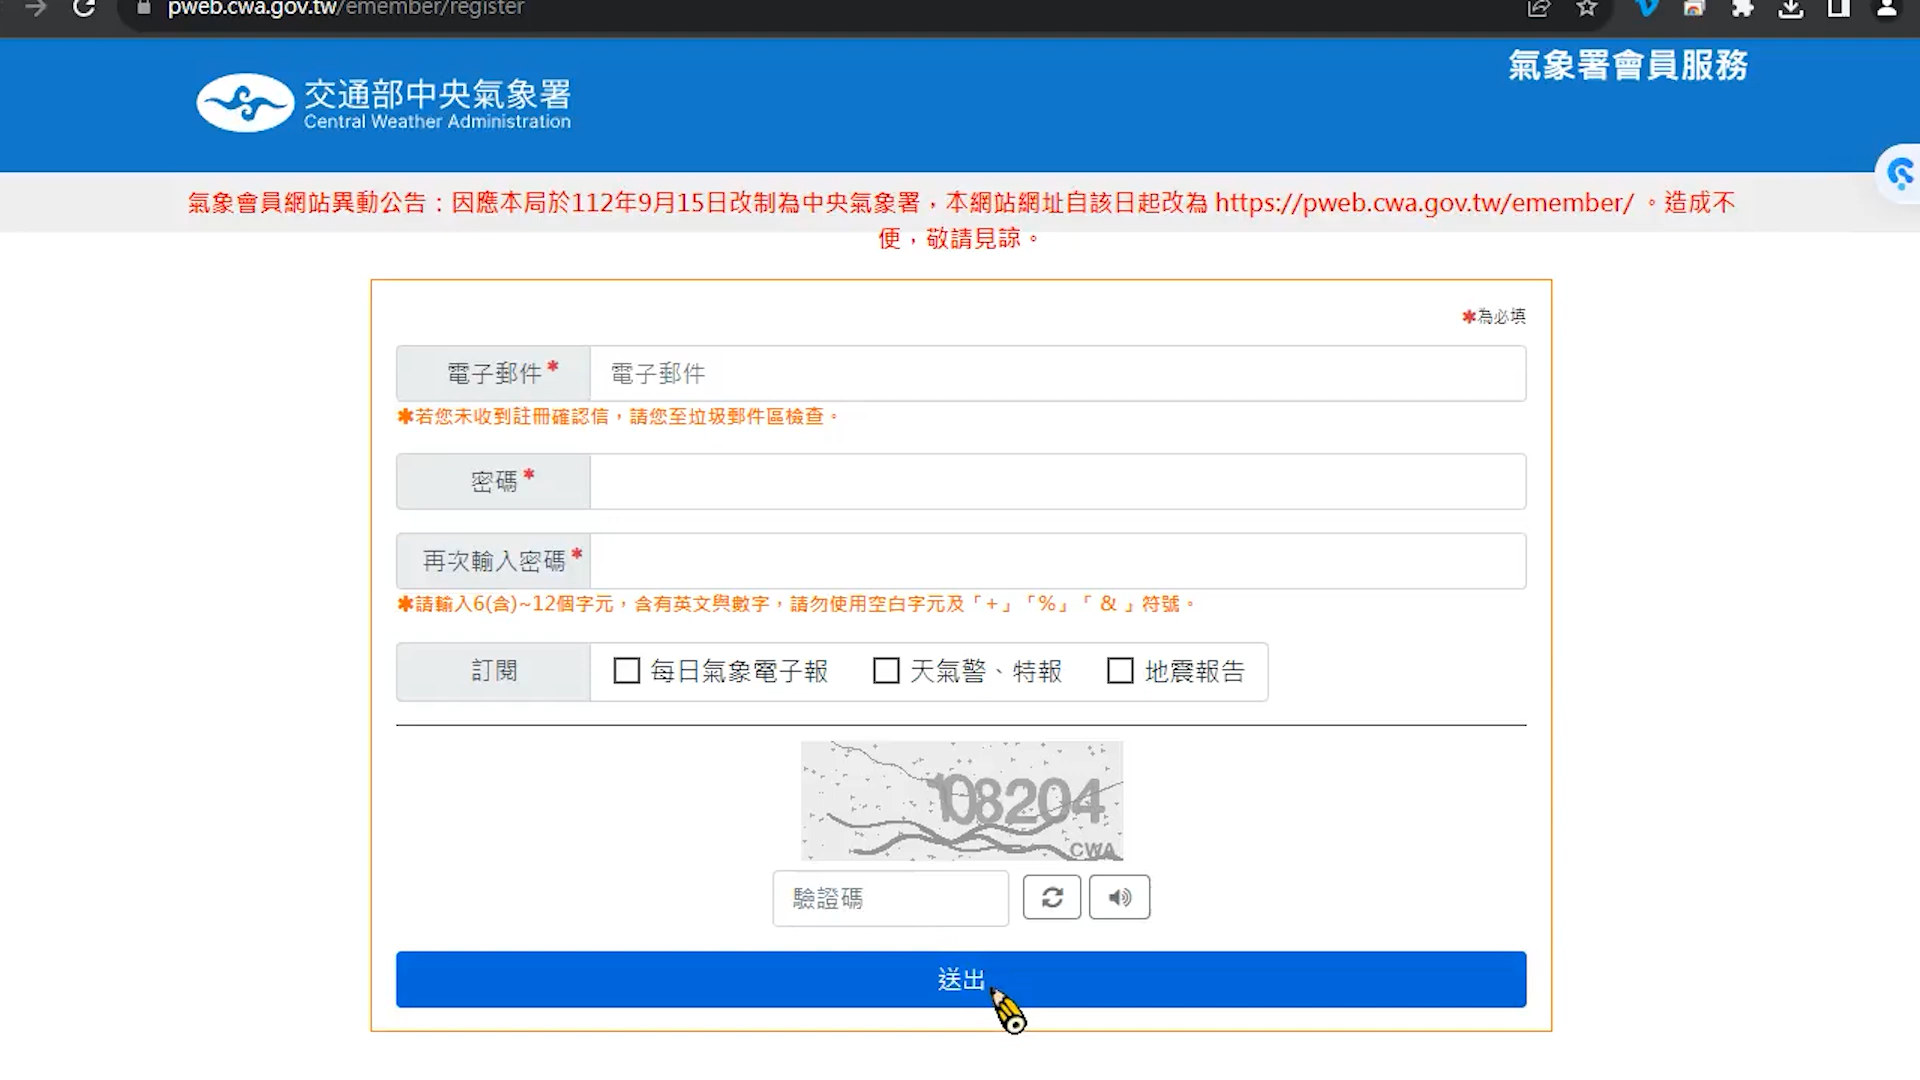 pweb.cwa.gov.tw/emember/register
氣象署會員服務
交通部中央氣象署
Central Weather Administration
氣象會員網站異動公告：因應本局於112年9月15日改制為中央氣象署，本網站網址自該日起改為 https://pweb.cwa.gov.tw/emember/ 。造成不
便，敬請見諒。
✱為必填
電子郵件* 電子郵件
✱若您未收到註冊確認信，請您至垃圾郵件區檢查。
密碼*
再次輸入密碼*
✱請輸入6(含)~12個字元，含有英文與數字，請勿使用空白字元及「+」「%」「 & 」符號。
訂閱 每日氣象電子報 天氣警、特報 地震報告
108204
CWA
驗證碼
送出